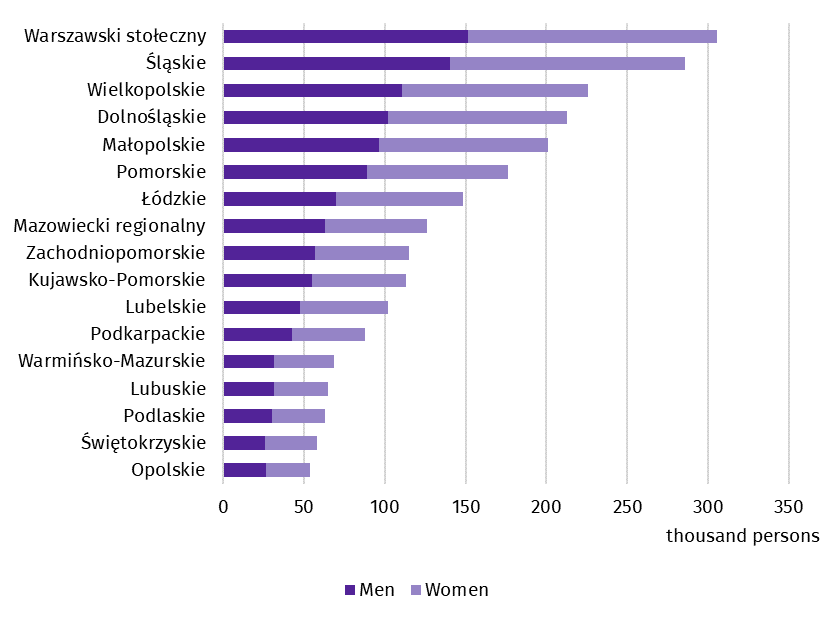 Warszawski stołeczny
Śląskie
Wielkopolskie
Dolnośląskie
Małopolskie
Pomorskie
Łódzkie
Mazowiecki regionalny
Zachodniopomorskie
Kujawsko-Pomorskie
Lubelskie
Podkarpackie
Warmińsko-Mazurskie
Lubuskie
Podlaskie
Świętokrzyskie
Opolskie
0 50 100 150 200 250 300 350
thousand persons
Men Women